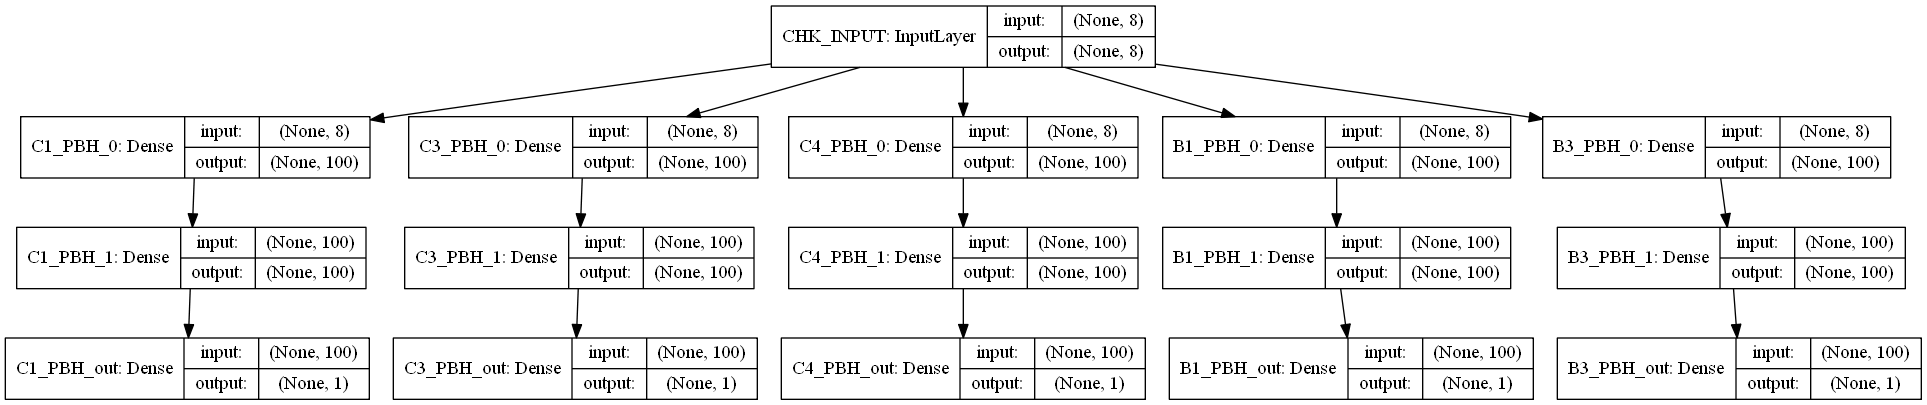 CHK_INPUT: InputLayer input: (None, 8)
output: (None, 8)
C1_PBH_0: Dense input: (None, 8)
output: (None, 100)
C3_PBH_0: Dense input: (None, 8)
output: (None, 100)
C4_PBH_0: Dense input: (None, 8)
output: (None, 100)
B1_PBH_0: Dense input: (None, 8)
output: (None, 100)
B3_PBH_0: Dense input: (None, 8)
output: (None, 100)
C1_PBH_1: Dense input: (None, 100)
output: (None, 100)
C3_PBH_1: Dense input: (None, 100)
output: (None, 100)
C4_PBH_1: Dense input: (None, 100)
output: (None, 100)
B1_PBH_1: Dense input: (None, 100)
output: (None, 100)
B3_PBH_1: Dense input: (None, 100)
output: (None, 100)
C1_PBH_out: Dense input: (None, 100)
output: (None, 1)
C3_PBH_out: Dense input: (None, 100)
output: (None, 1)
C4_PBH_out: Dense input: (None, 100)
output: (None, 1)
B1_PBH_out: Dense input: (None, 100)
output: (None, 1)
B3_PBH_out: Dense input: (None, 100)
output: (None, 1)